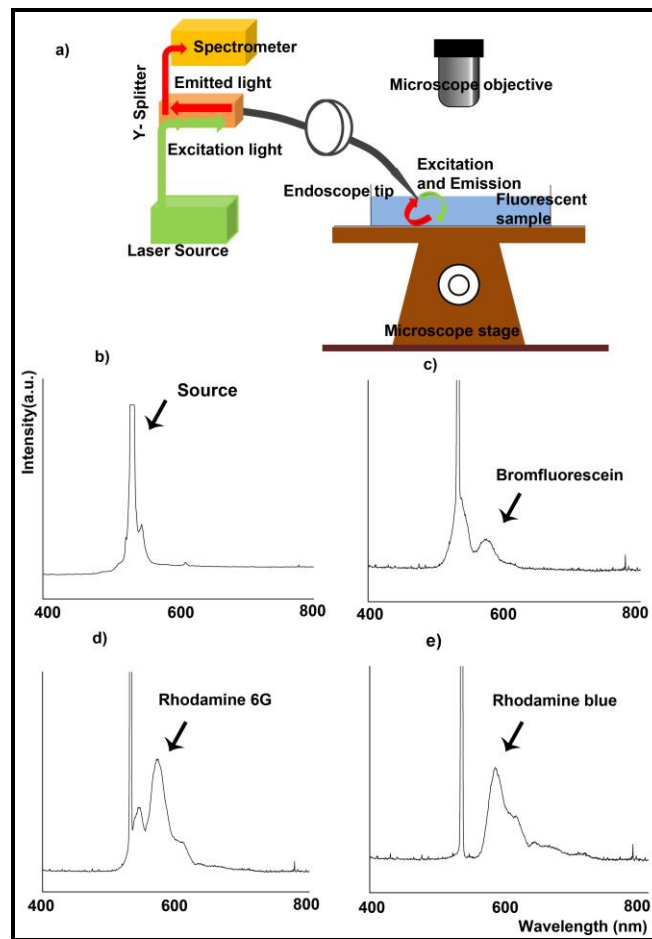 a)
Spectrometer
Emitted light
Y- Splitter
Excitation light
Laser Source
Microscope objective
Endoscope tip
Excitation
and Emission
Fluorescent
sample
Microscope stage
b)
Intensity(a.u.)
Source
400
600
800
c)
Bromfluorescein
400
600
800
d)
Rhodamine 6G
400
600
800
e)
Rhodamine blue
400
600
800
Wavelength (nm)